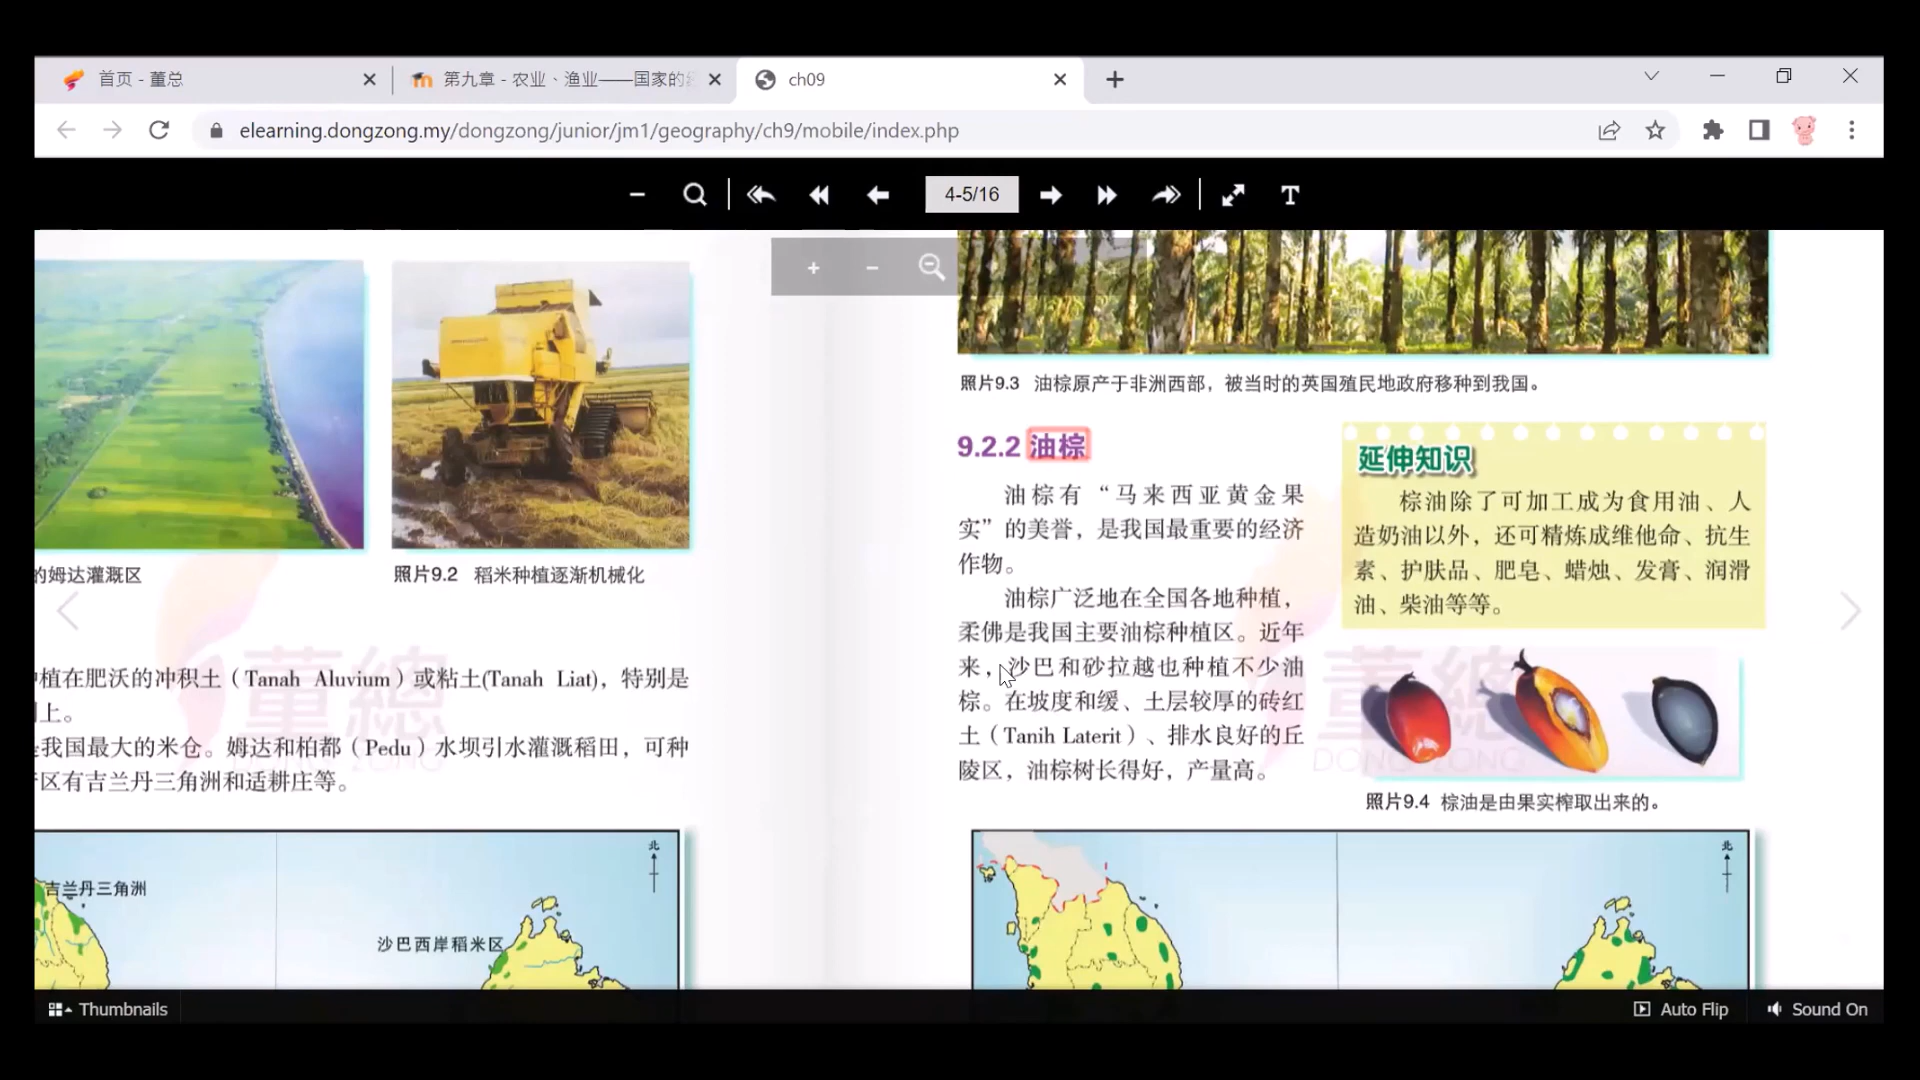 首页 - 董总
第九章 - 农业、渔业——国家的
ch09
elearning.dongzong.my/dongzong/junior/jm1/geography/ch9/mobile/index.php
4-5/16
的姆达灌溉区
照片9.2 稻米种植逐渐机械化
植在肥沃的冲积土（Tanah Aluvium）或粘土(Tanah Liat)，特别是
上。
我国最大的米仓。姆达和柏都（Pedu）水坝引水灌溉稻田，可种
区有吉兰丹三角洲和适耕庄等。
董總
DONG ZONG
吉兰丹三角洲
沙巴西岸稻米区
北
照片9.3 油棕原产于非洲西部，被当时的英国殖民地政府移种到我国。
9.2.2 油棕
油棕有“马来西亚黄金果
实”的美誉，是我国最重要的经济
作物。
油棕广泛地在全国各地种植，
柔佛是我国主要油棕种植区。近年
来，沙巴和砂拉越也种植不少油
棕。在坡度和缓、土层较厚的砖红
土（Tanih Laterit）、排水良好的丘
陵区，油棕树长得好，产量高。
延伸知识
棕油除了可加工成为食用油、人
造奶油以外，还可精炼成维他命、抗生
素、护肤品、肥皂、蜡烛、发膏、润滑
油、柴油等等。
董總
DONG ZONG
照片9.4 棕油是由果实榨取出来的。
北
Thumbnails
Auto Flip
Sound On